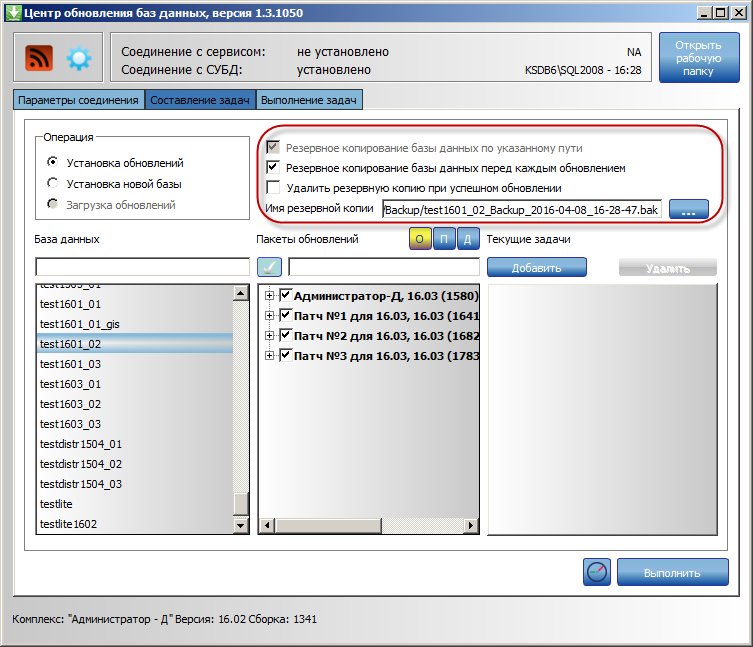 Центр обновления баз данных, версия 1.3.1050
Соединение с сервисом: не установлено NA
Соединение с СУБД: установлено KSDB6\SQL2008 - 16:28
Открыть
рабочую
папку
Параметры соединения Составление задач Выполнение задач
Операция
Установка обновлений
Установка новой базы
Загрузка обновлений
Резервное копирование базы данных по указанному пути
Резервное копирование базы данных перед каждым обновлением
Удалить резервную копию при успешном обновлении
Имя резервной копии /Backup/test1601_02_Backup_2016-04-08_16-28-47.bak ...
База данных
Пакеты обновлений О П Д
Текущие задачи
Добавить Удалить
test1601_01
test1601_01_gis
test1601_02
test1601_03
test1603_01
test1603_02
test1603_03
testdistr1504_01
testdistr1504_02
testdistr1504_03
testlite
testlite1602
Администратор-Д, 16.03 (1580)
Патч №1 для 16.03, 16.03 (1641
Патч №2 для 16.03, 16.03 (1682
Патч №3 для 16.03, 16.03 (1783
Выполнить
Комплекс: "Администратор - Д" Версия: 16.02 Сборка: 1341